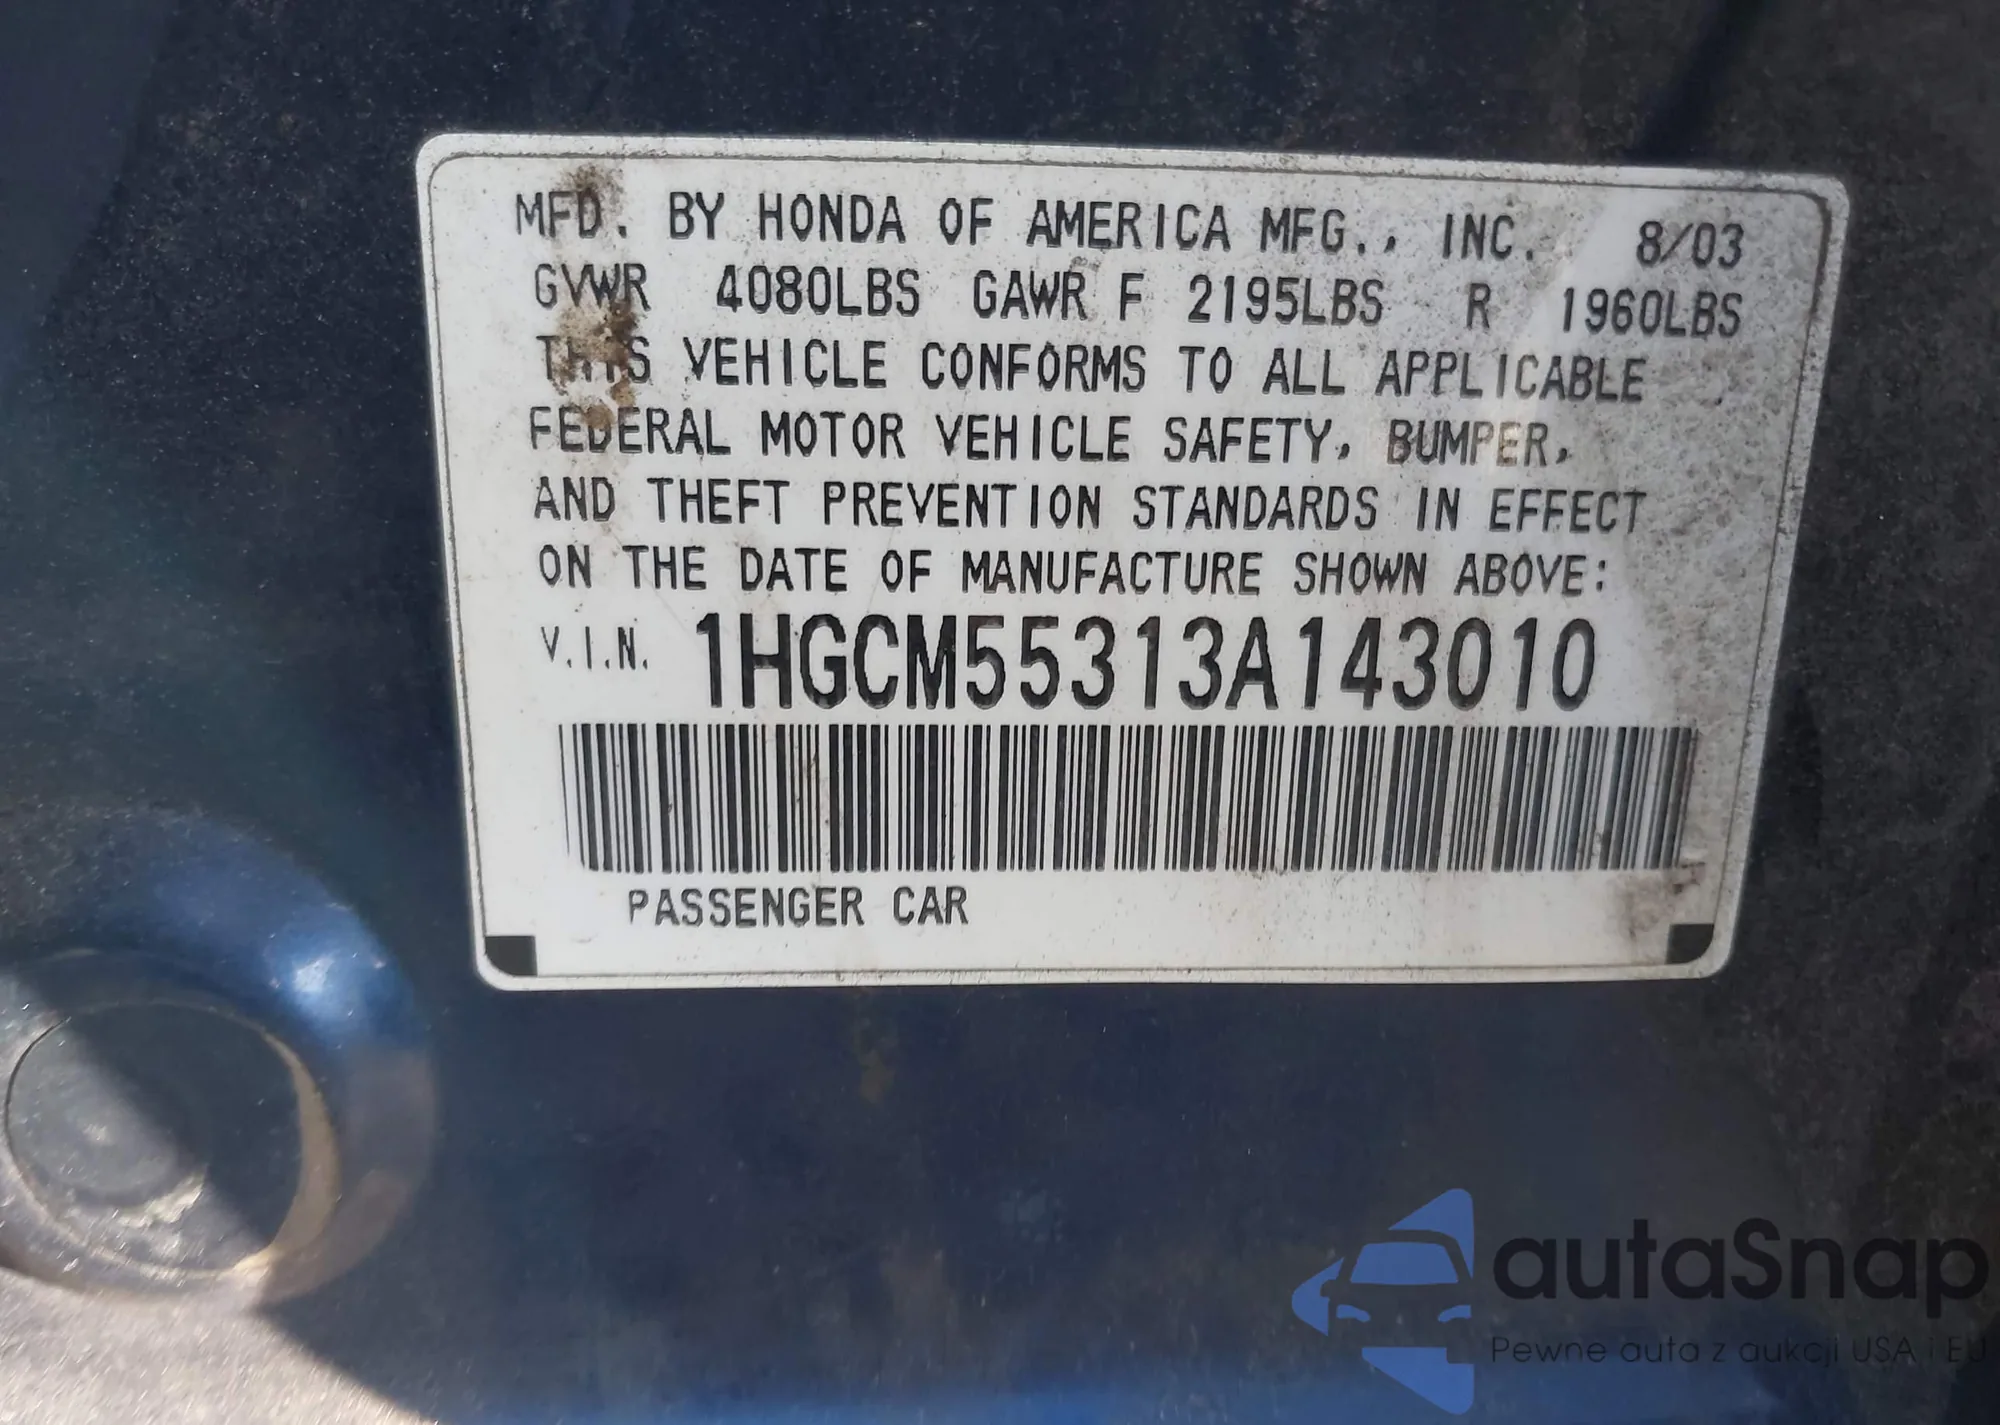 MFD. BY HONDA OF AMERICA MFG., INC. 8/03
GVWR 4080LBS GAWR F 2195LBS R 1960LBS
THIS VEHICLE CONFORMS TO ALL APPLICABLE
FEDERAL MOTOR VEHICLE SAFETY, BUMPER,
AND THEFT PREVENTION STANDARDS IN EFFECT
ON THE DATE OF MANUFACTURE SHOWN ABOVE:
V.I.N. 1HGCM55313A143010
PASSENGER CAR
autaSnap
Pewne auta z aukcji USA i EU